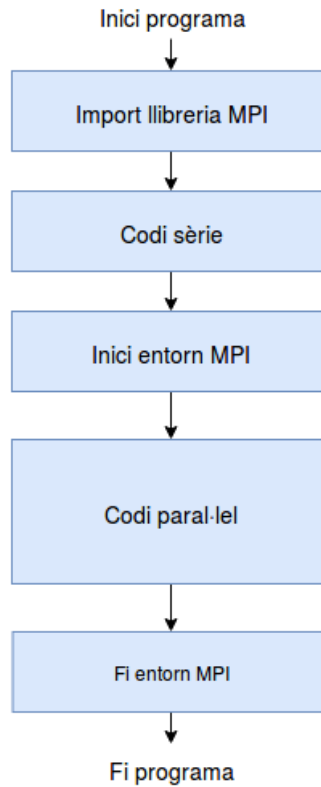 Inici programa
Import llibreria MPI
Codi sèrie
Inici entorn MPI
Codi paral·lel
Fi entorn MPI
Fi programa